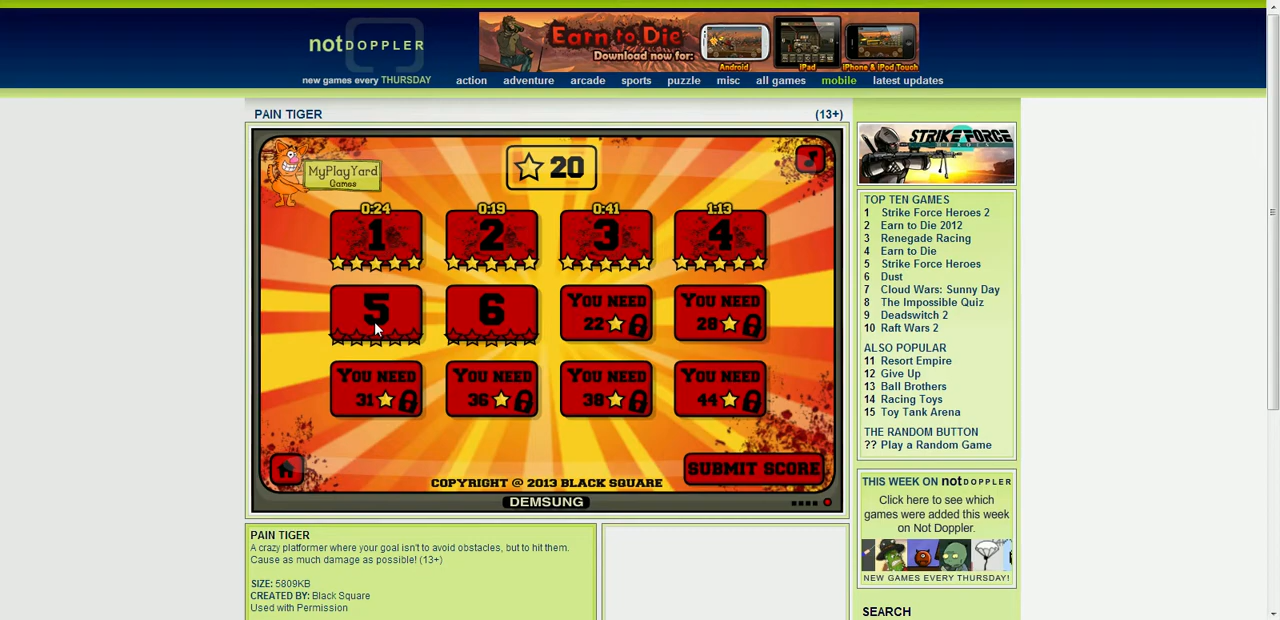 Earn to Die
Download now for:
Android
iPad
iPhone & iPod Touch
notDOPPLER
new games every THURSDAY
action adventure arcade sports puzzle misc all games mobile latest updates
PAIN TIGER
(13+)
MyPlayYard
Games
20
0:24 0:19 0:41 1:13
1 2 3 4
5 6
YOU NEED
22
YOU NEED
28
YOU NEED
31
YOU NEED
36
YOU NEED
38
YOU NEED
44
SUBMIT SCORE
COPYRIGHT @ 2013 BLACK SQUARE
DEMSUNG
STRIKE FORCE
HEROES
TOP TEN GAMES
1 Strike Force Heroes 2
2 Earn to Die 2012
3 Renegade Racing
4 Earn to Die
5 Strike Force Heroes
6 Dust
7 Cloud Wars: Sunny Day
8 The Impossible Quiz
9 Deadswitch 2
10 Raft Wars 2
ALSO POPULAR
11 Resort Empire
12 Give Up
13 Ball Brothers
14 Racing Toys
15 Toy Tank Arena
THE RANDOM BUTTON
?? Play a Random Game
THIS WEEK ON notDOPPLER
Click here to see which
games were added this week
on Not Doppler.
NEW GAMES EVERY THURSDAY!
SEARCH
PAIN TIGER
A crazy platformer where your goal isn't to avoid obstacles, but to hit them.
Cause as much damage as possible! (13+)
SIZE: 5809KB
CREATED BY: Black Square
Used with Permission